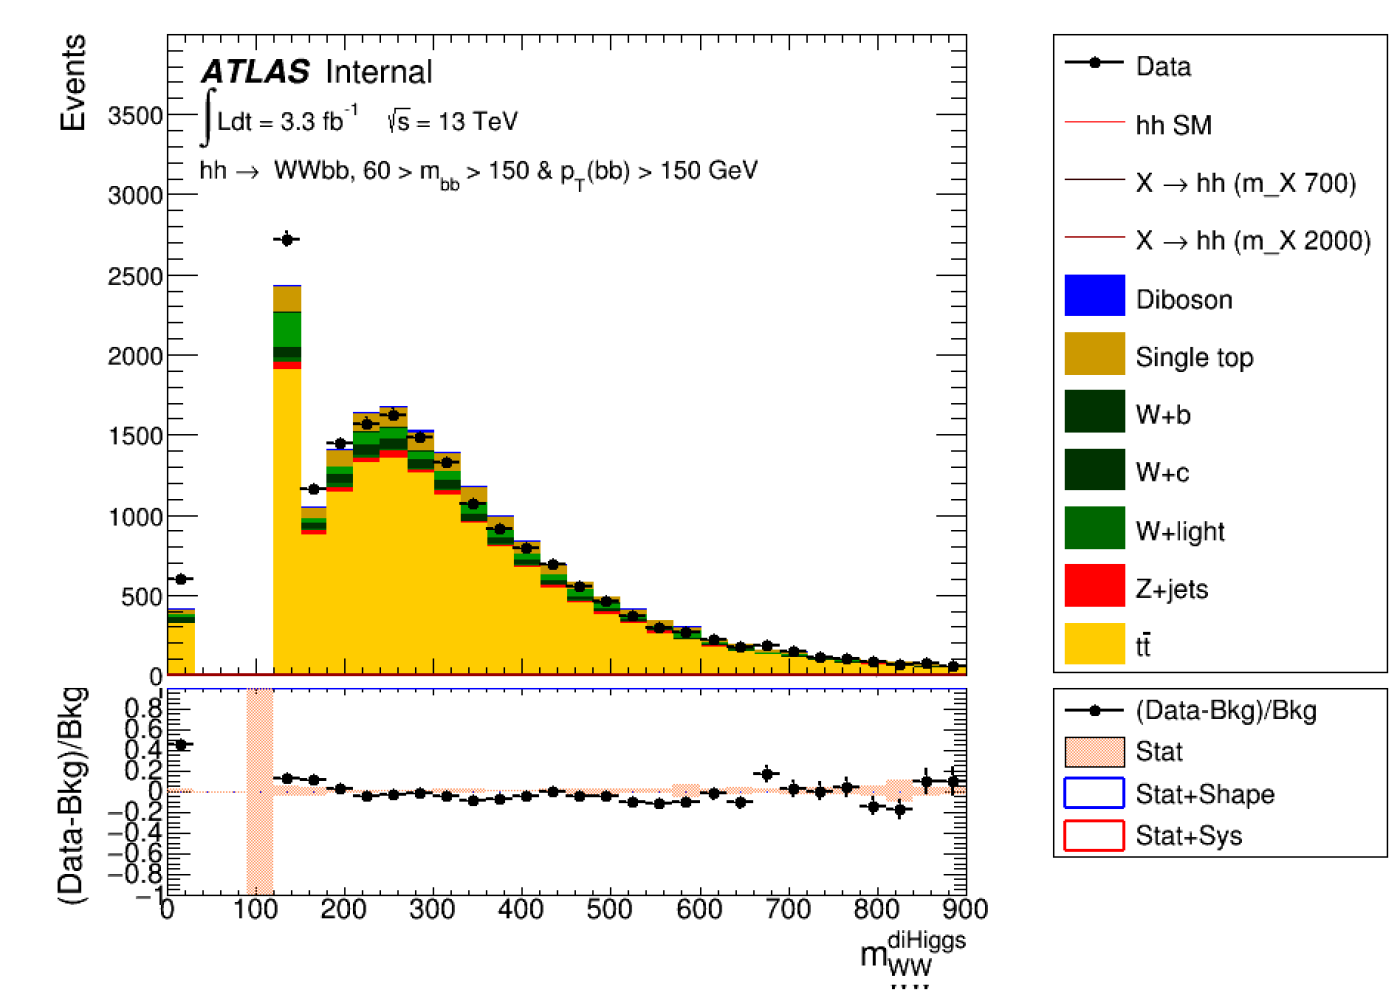 Events
ATLAS Internal
∫Ldt = 3.3 fb⁻¹ √s = 13 TeV
hh → WWbb, 60 > m_bb > 150 & p_T(bb) > 150 GeV
3500
3000
2500
2000
1500
1000
500
0
Data
hh SM
X → hh (m_X 700)
X → hh (m_X 2000)
Diboson
Single top
W+b
W+c
W+light
Z+jets
tt̄
(Data-Bkg)/Bkg
0.8
0.6
0.4
0.2
0
−0.2
−0.4
−0.6
−0.8
−1
0 100 200 300 400 500 600 700 800 900
m_WW^diHiggs
(Data-Bkg)/Bkg
Stat
Stat+Shape
Stat+Sys